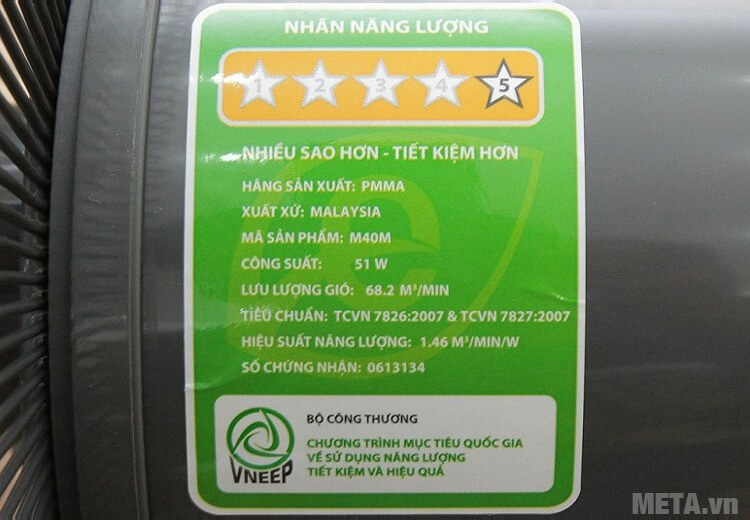 NHÃN NĂNG LƯỢNG
1 2 3 4 5
NHIỀU SAO HƠN - TIẾT KIỆM HƠN
HÃNG SẢN XUẤT: PMMA
XUẤT XỨ: MALAYSIA
MÃ SẢN PHẨM: M40M
CÔNG SUẤT: 51 W
LƯU LƯỢNG GIÓ: 68.2 M³/MIN
TIÊU CHUẨN: TCVN 7826:2007 & TCVN 7827:2007
HIỆU SUẤT NĂNG LƯỢNG: 1.46 M³/MIN/W
SỐ CHỨNG NHẬN: 0613134
BỘ CÔNG THƯƠNG
CHƯƠNG TRÌNH MỤC TIÊU QUỐC GIA
VỀ SỬ DỤNG NĂNG LƯỢNG
TIẾT KIỆM VÀ HIỆU QUẢ
VNEEP
META.vn